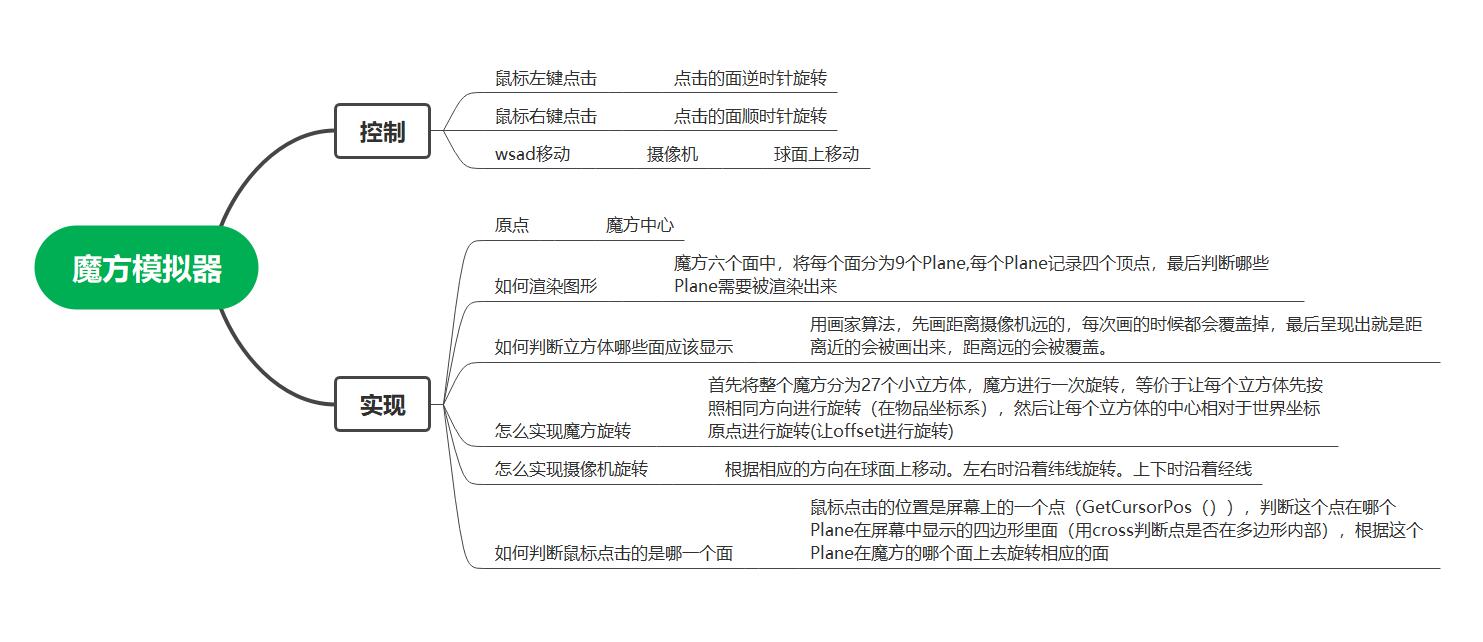 魔方模拟器
控制
鼠标左键点击 点击的面逆时针旋转
鼠标右键点击 点击的面顺时针旋转
wsad移动 摄像机 球面上移动
实现
原点 魔方中心
如何渲染图形
魔方六个面中，将每个面分为9个Plane,每个Plane记录四个顶点，最后判断哪些
Plane需要被渲染出来
如何判断立方体哪些面应该显示
用画家算法，先画距离摄像机远的，每次画的时候都会覆盖掉，最后呈现出就是距
离近的会被画出来，距离远的会被覆盖。
怎么实现魔方旋转
首先将整个魔方分为27个小立方体，魔方进行一次旋转，等价于让每个立方体先按
照相同方向进行旋转（在物品坐标系），然后让每个立方体的中心相对于世界坐标
原点进行旋转(让offset进行旋转)
怎么实现摄像机旋转 根据相应的方向在球面上移动。左右时沿着纬线旋转。上下时沿着经线
如何判断鼠标点击的是哪一个面
鼠标点击的位置是屏幕上的一个点（GetCursorPos（）），判断这个点在哪个
Plane在屏幕中显示的四边形里面（用cross判断点是否在多边形内部），根据这个
Plane在魔方的哪个面上去旋转相应的面